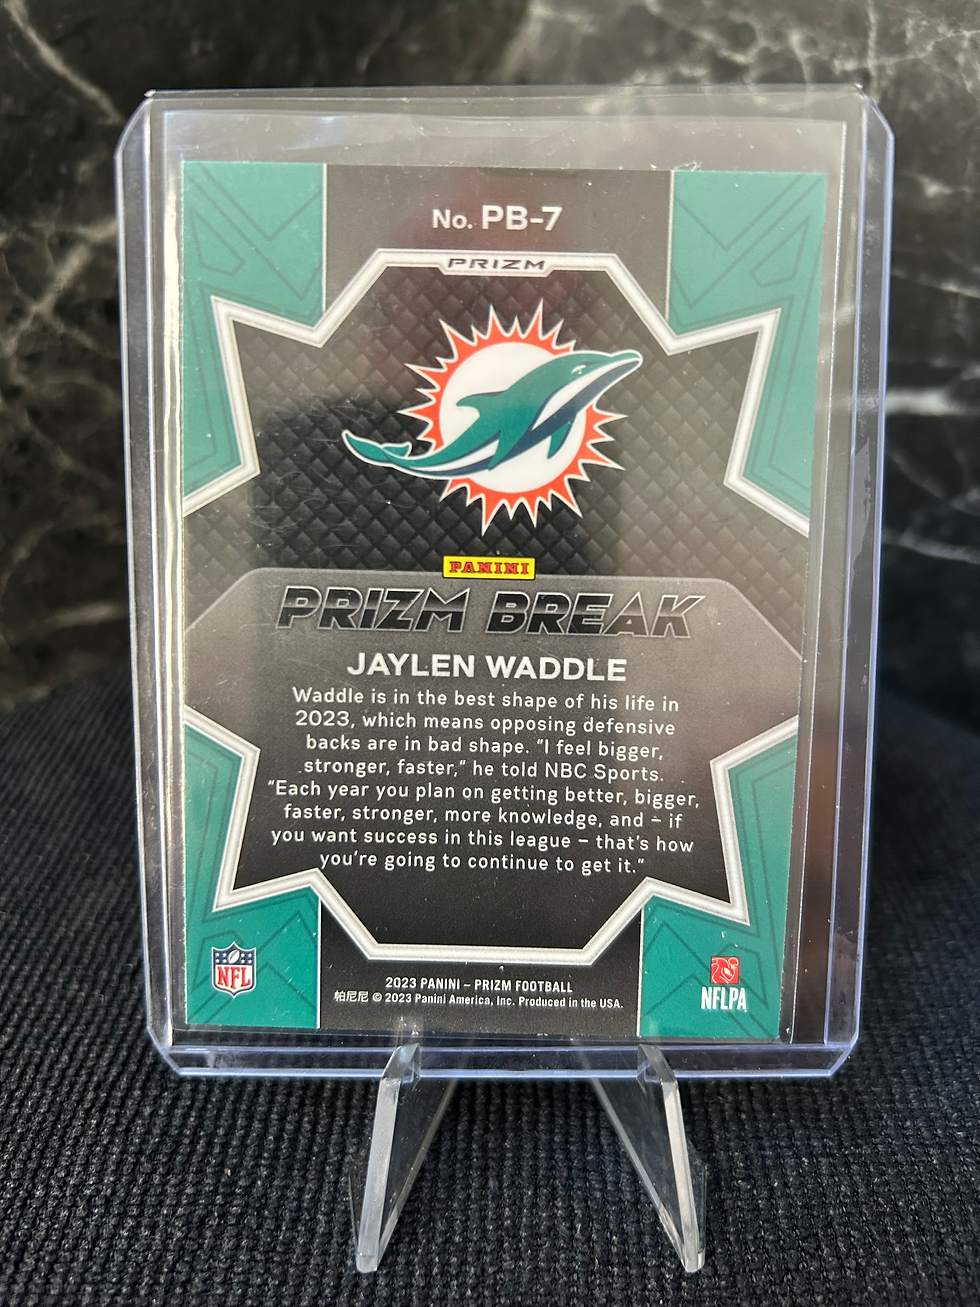 No. PB-7
PRIZM
PANINI
PRIZM BREAK
JAYLEN WADDLE
Waddle is in the best shape of his life in
2023, which means opposing defensive
backs are in bad shape. "I feel bigger,
stronger, faster," he told NBC Sports.
"Each year you plan on getting better, bigger,
faster, stronger, more knowledge, and – if
you want success in this league – that's how
you're going to continue to get it."
NFL
NFLPA
2023 PANINI – PRIZM FOOTBALL
帕尼尼 © 2023 Panini America, Inc. Produced in the USA.